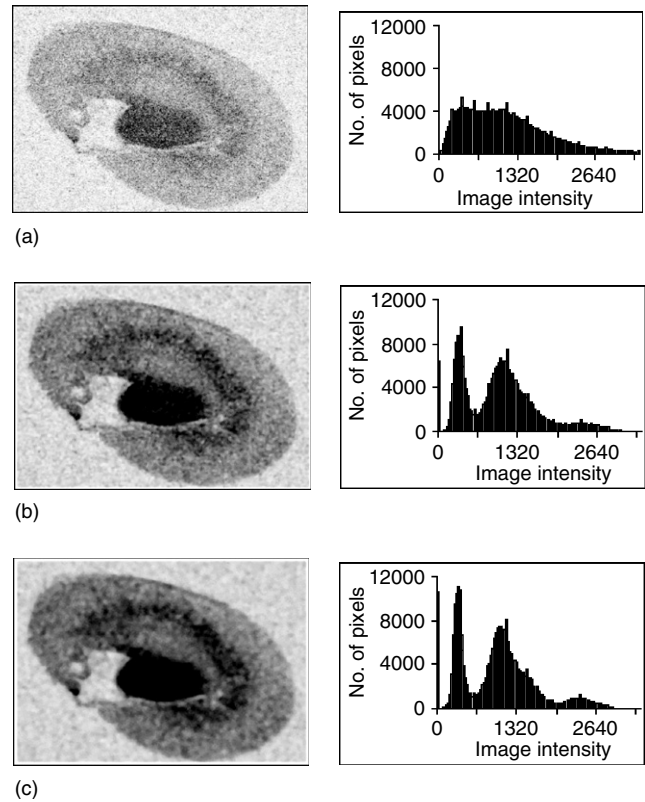 12000
8000
4000
0
No. of pixels
0 1320 2640
Image intensity
(a)
12000
8000
4000
0
No. of pixels
0 1320 2640
Image intensity
(b)
12000
8000
4000
0
No. of pixels
0 1320 2640
Image intensity
(c)